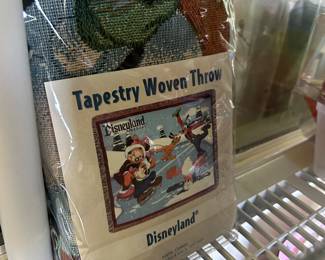 Tapestry Woven Throw
Disneyland
Disneyland®